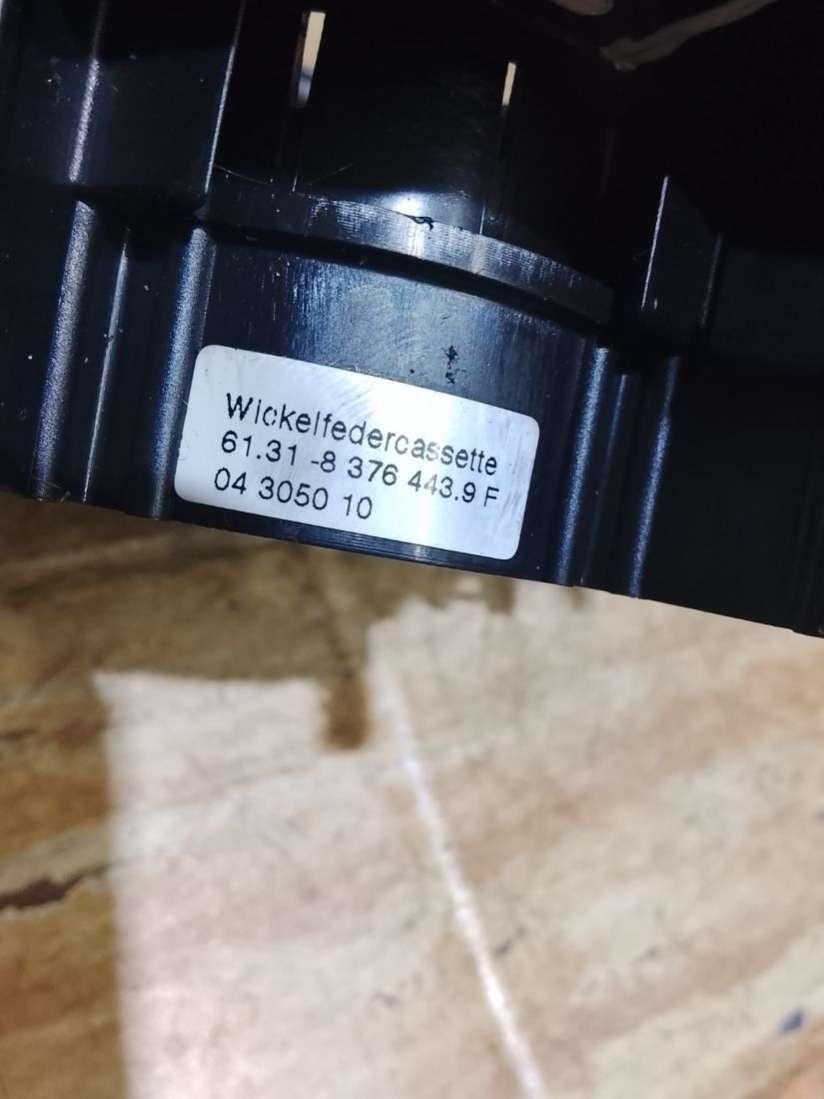 Wickelfedercassette
61.31 -8 376 443.9 F
04 3050 10